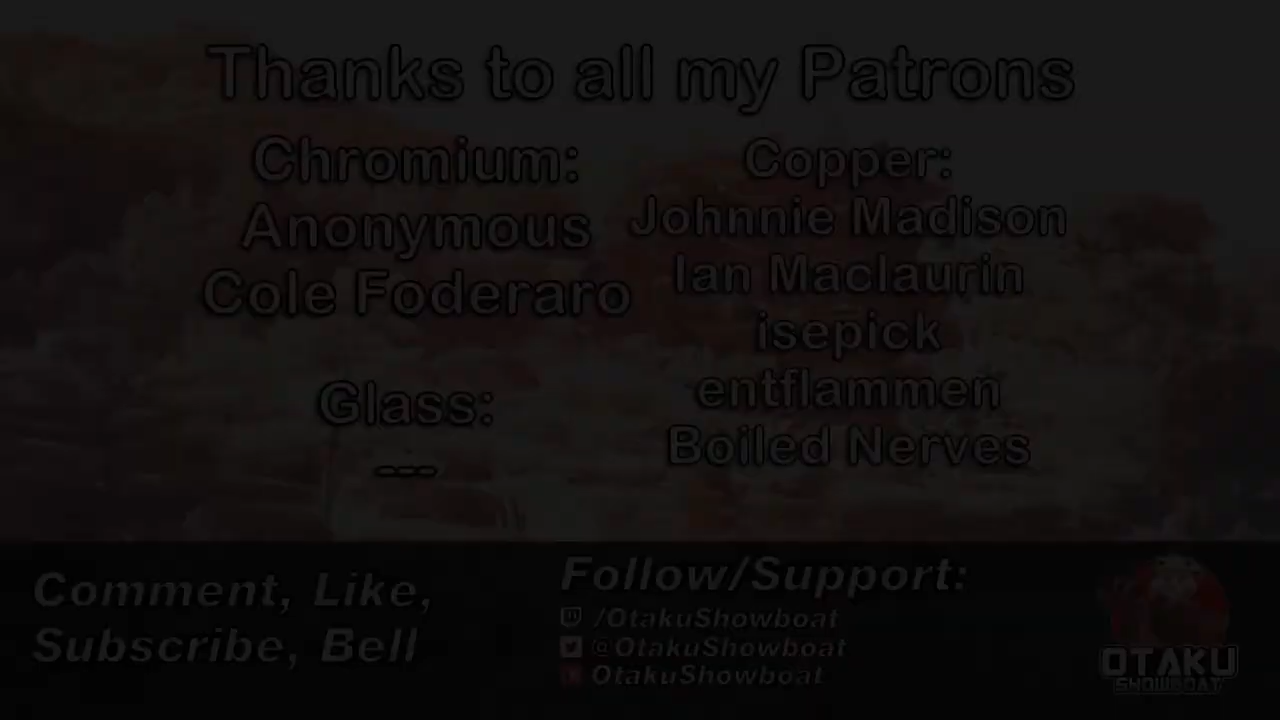 Thanks to all my Patrons
Chromium:
Anonymous
Cole Foderaro
Glass:
---
Copper:
Johnnie Madison
Ian Maclaurin
isepick
entflammen
Boiled Nerves
Comment, Like,
Subscribe, Bell
Follow/Support:
/OtakuShowboat
@OtakuShowboat
OtakuShowboat
OTAKU
SHOWBOAT